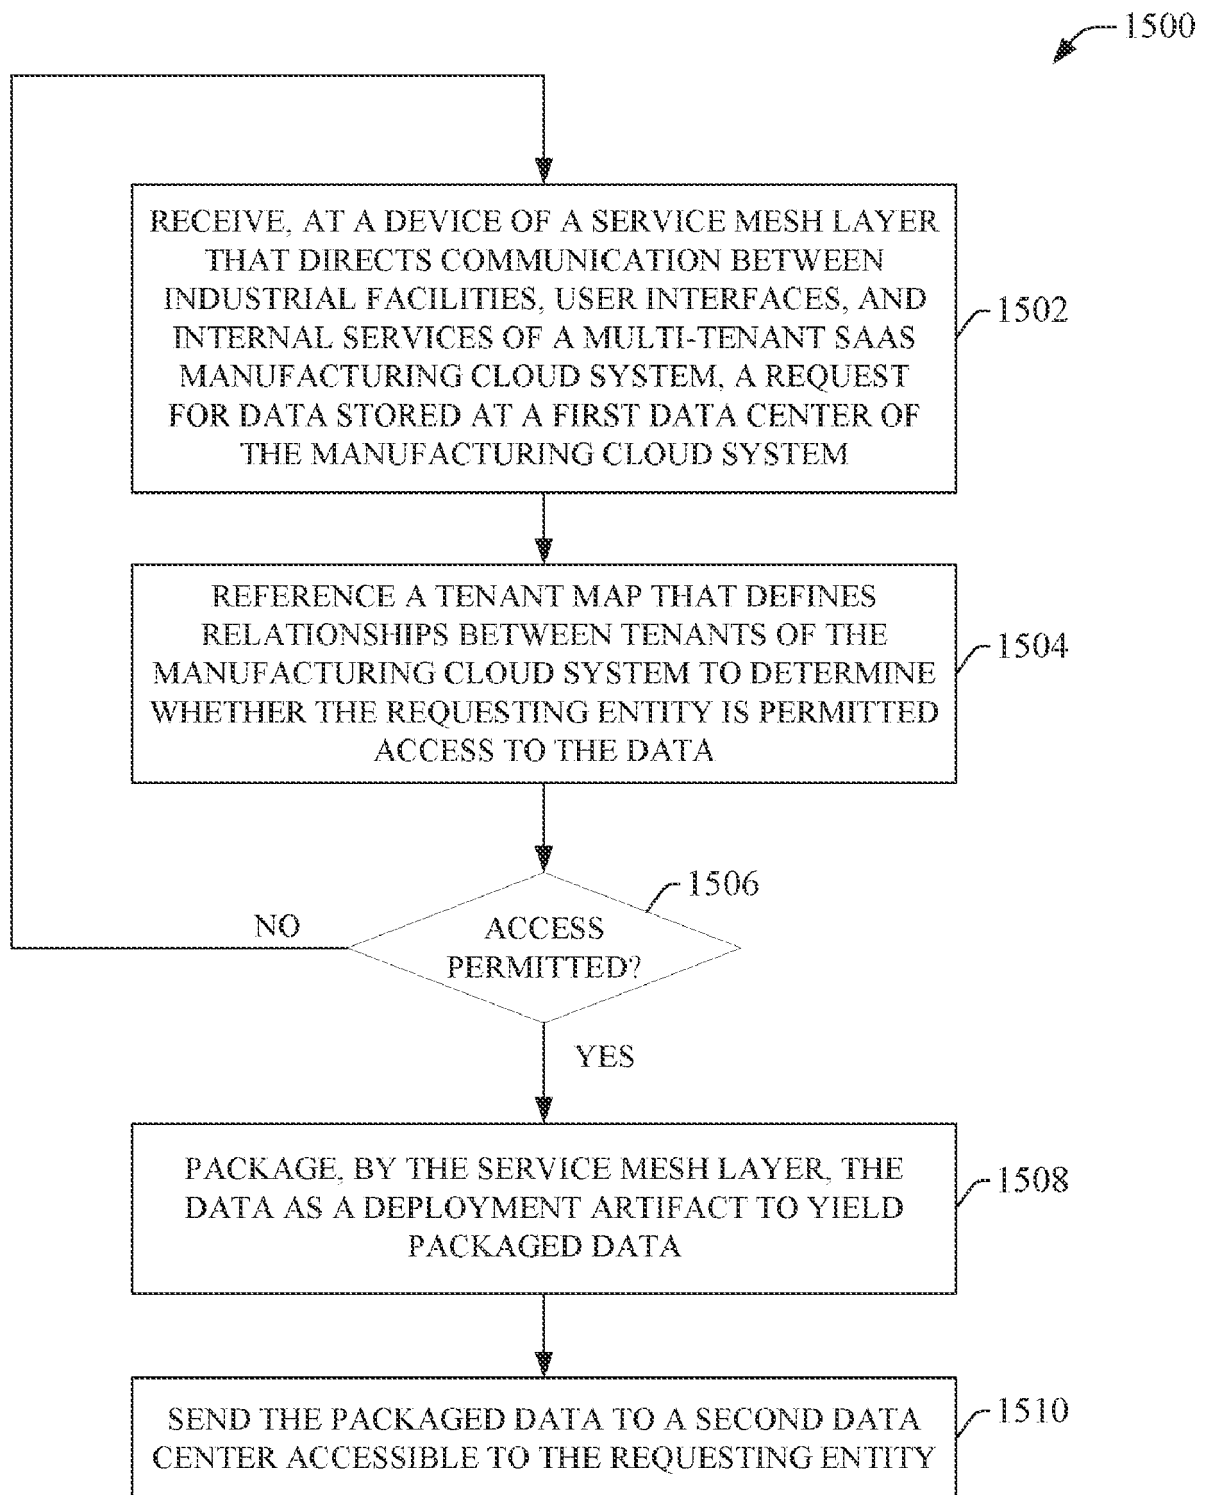 1500
RECEIVE, AT A DEVICE OF A SERVICE MESH LAYER
THAT DIRECTS COMMUNICATION BETWEEN
INDUSTRIAL FACILITIES, USER INTERFACES, AND
INTERNAL SERVICES OF A MULTI-TENANT SAAS
MANUFACTURING CLOUD SYSTEM, A REQUEST
FOR DATA STORED AT A FIRST DATA CENTER OF
THE MANUFACTURING CLOUD SYSTEM
1502
REFERENCE A TENANT MAP THAT DEFINES
RELATIONSHIPS BETWEEN TENANTS OF THE
MANUFACTURING CLOUD SYSTEM TO DETERMINE
WHETHER THE REQUESTING ENTITY IS PERMITTED
ACCESS TO THE DATA
1504
1506
NO
ACCESS
PERMITTED?
YES
PACKAGE, BY THE SERVICE MESH LAYER, THE
DATA AS A DEPLOYMENT ARTIFACT TO YIELD
PACKAGED DATA
1508
SEND THE PACKAGED DATA TO A SECOND DATA
CENTER ACCESSIBLE TO THE REQUESTING ENTITY
1510